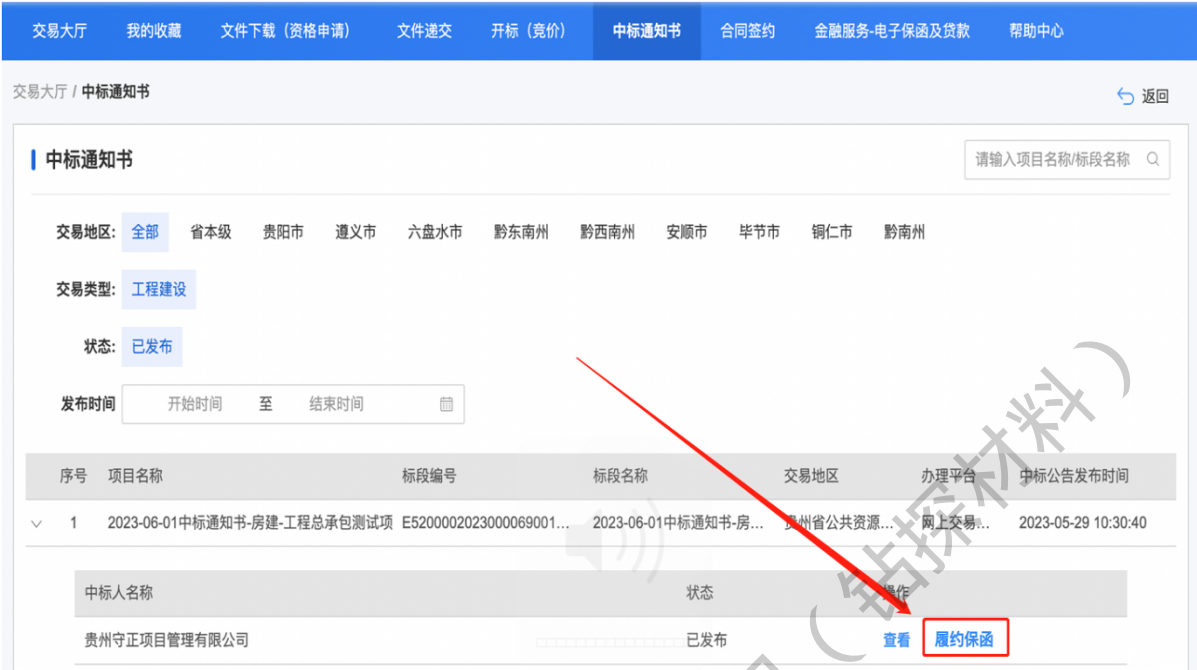 交易大厅 我的收藏 文件下载（资格申请） 文件递交 开标（竞价） 中标通知书 合同签约 金融服务-电子保函及贷款 帮助中心
交易大厅 / 中标通知书 返回
中标通知书 请输入项目名称/标段名称
交易地区: 全部 省本级 贵阳市 遵义市 六盘水市 黔东南州 黔西南州 安顺市 毕节市 铜仁市 黔南州
交易类型: 工程建设
状态: 已发布
发布时间 开始时间 至 结束时间
序号 项目名称 标段编号 标段名称 交易地区 办理平台 中标公告发布时间
1 2023-06-01中标通知书-房建-工程总承包测试项 E5200002023000069001... 2023-06-01中标通知书-房... 贵州省公共资源... 网上交易... 2023-05-29 10:30:40
中标人名称 状态 操作
贵州守正项目管理有限公司 已发布 查看 履约保函
（钻探材料）